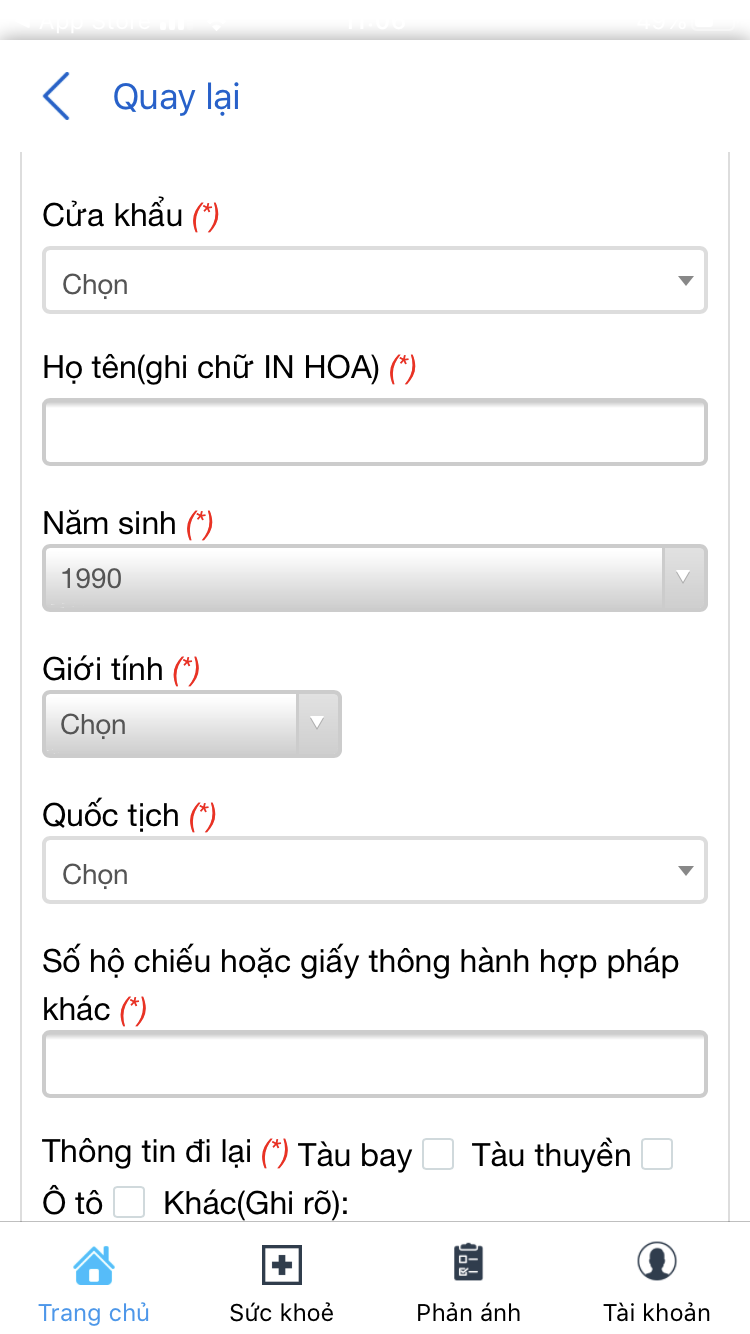 Quay lại
Cửa khẩu (*)
Chọn
Họ tên(ghi chữ IN HOA) (*)
Năm sinh (*)
1990
Giới tính (*)
Chọn
Quốc tịch (*)
Chọn
Số hộ chiếu hoặc giấy thông hành hợp pháp
khác (*)
Thông tin đi lại (*) Tàu bay Tàu thuyền
Ô tô Khác(Ghi rõ):
Trang chủ Sức khoẻ Phản ánh Tài khoản